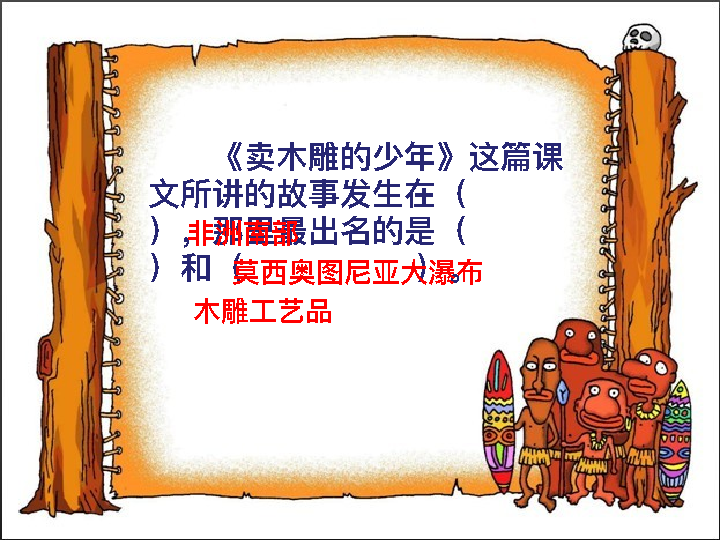 《卖木雕的少年》这篇课
文所讲的故事发生在（
），那里最出名的是（
非洲南部
）和（　　　　　）。
莫西奥图尼亚大瀑布
木雕工艺品